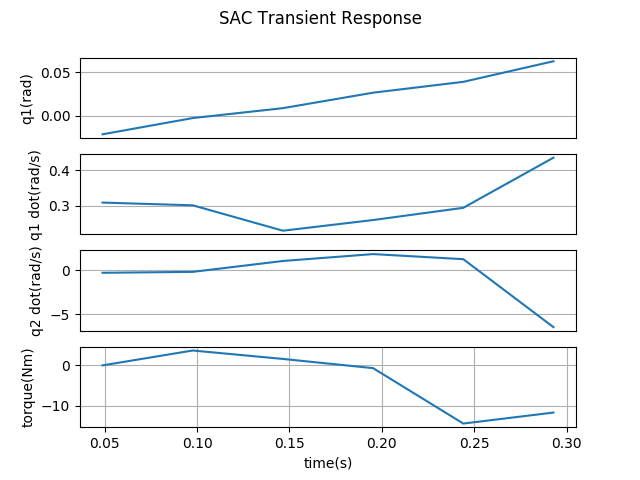 SAC Transient Response
0.05
0.00
q1(rad)
0.4
0.3
q1 dot(rad/s)
0
−5
q2 dot(rad/s)
0
−10
torque(Nm)
0.05 0.10 0.15 0.20 0.25 0.30
time(s)